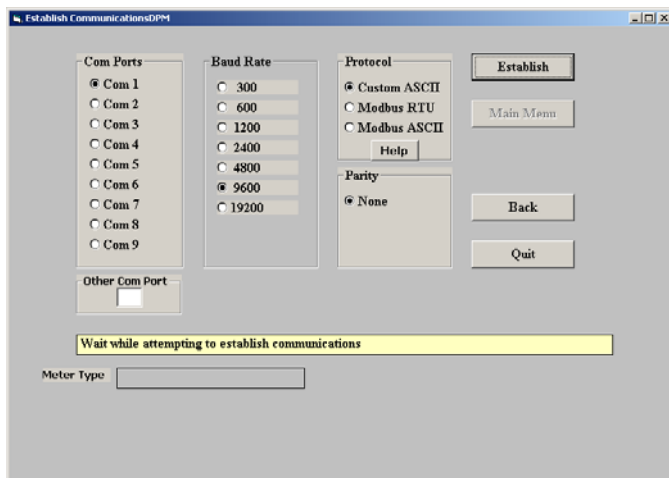 Establish CommunicationsDPM
Com Ports
Com 1
Com 2
Com 3
Com 4
Com 5
Com 6
Com 7
Com 8
Com 9
Other Com Port
Baud Rate
300
600
1200
2400
4800
9600
19200
Protocol
Custom ASCII
Modbus RTU
Modbus ASCII
Help
Parity
None
Establish
Main Menu
Back
Quit
Wait while attempting to establish communications
Meter Type